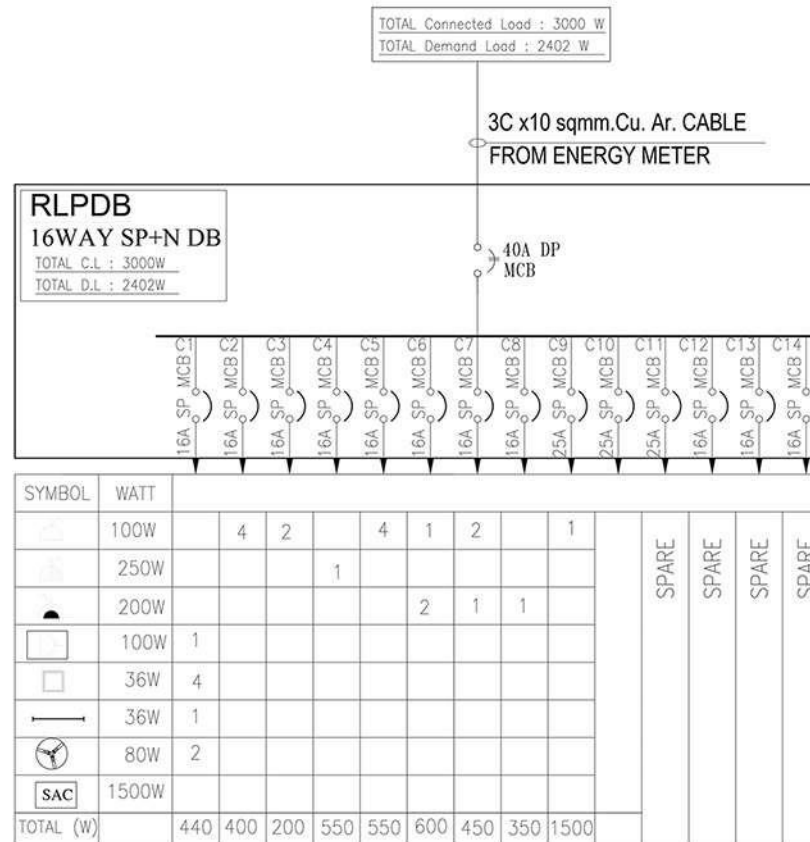 TOTAL Connected Load : 3000 W
TOTAL Demand Load : 2402 W
3C x10 sqmm.Cu. Ar. CABLE
FROM ENERGY METER
RLPDB
16WAY SP+N DB
TOTAL C.L : 3000W
TOTAL D.L : 2402W
40A DP
MCB
C1 C2 C3 C4 C5 C6 C7 C8 C9 C10 C11 C12 C13 C14
16A SP MCB
16A SP MCB
16A SP MCB
16A SP MCB
16A SP MCB
16A SP MCB
16A SP MCB
16A SP MCB
25A SP MCB
25A SP MCB
25A SP MCB
16A SP MCB
16A SP MCB
16A SP MCB
SYMBOL WATT
100W 4 2 4 1 2 1
250W 1
200W 2 1 1
100W 1
36W 4
36W 1
80W 2
SAC 1500W
TOTAL (W) 440 400 200 550 550 600 450 350 1500
SPARE
SPARE
SPARE
SPARE